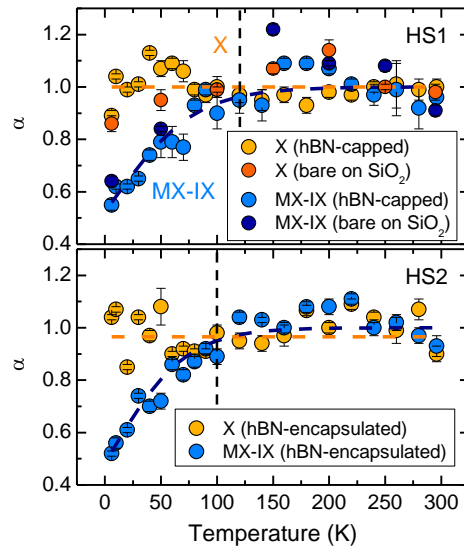 HS1
1.4
X
1.2
1.0
α
0.8
X (hBN-capped)
X (bare on SiO₂)
MX-IX
MX-IX (hBN-capped)
0.6
MX-IX (bare on SiO₂)
0.4
HS2
1.2
1.0
α
0.8
0.6
X (hBN-encapsulated)
MX-IX (hBN-encapsulated)
0.4
0 50 100 150 200 250 300
Temperature (K)